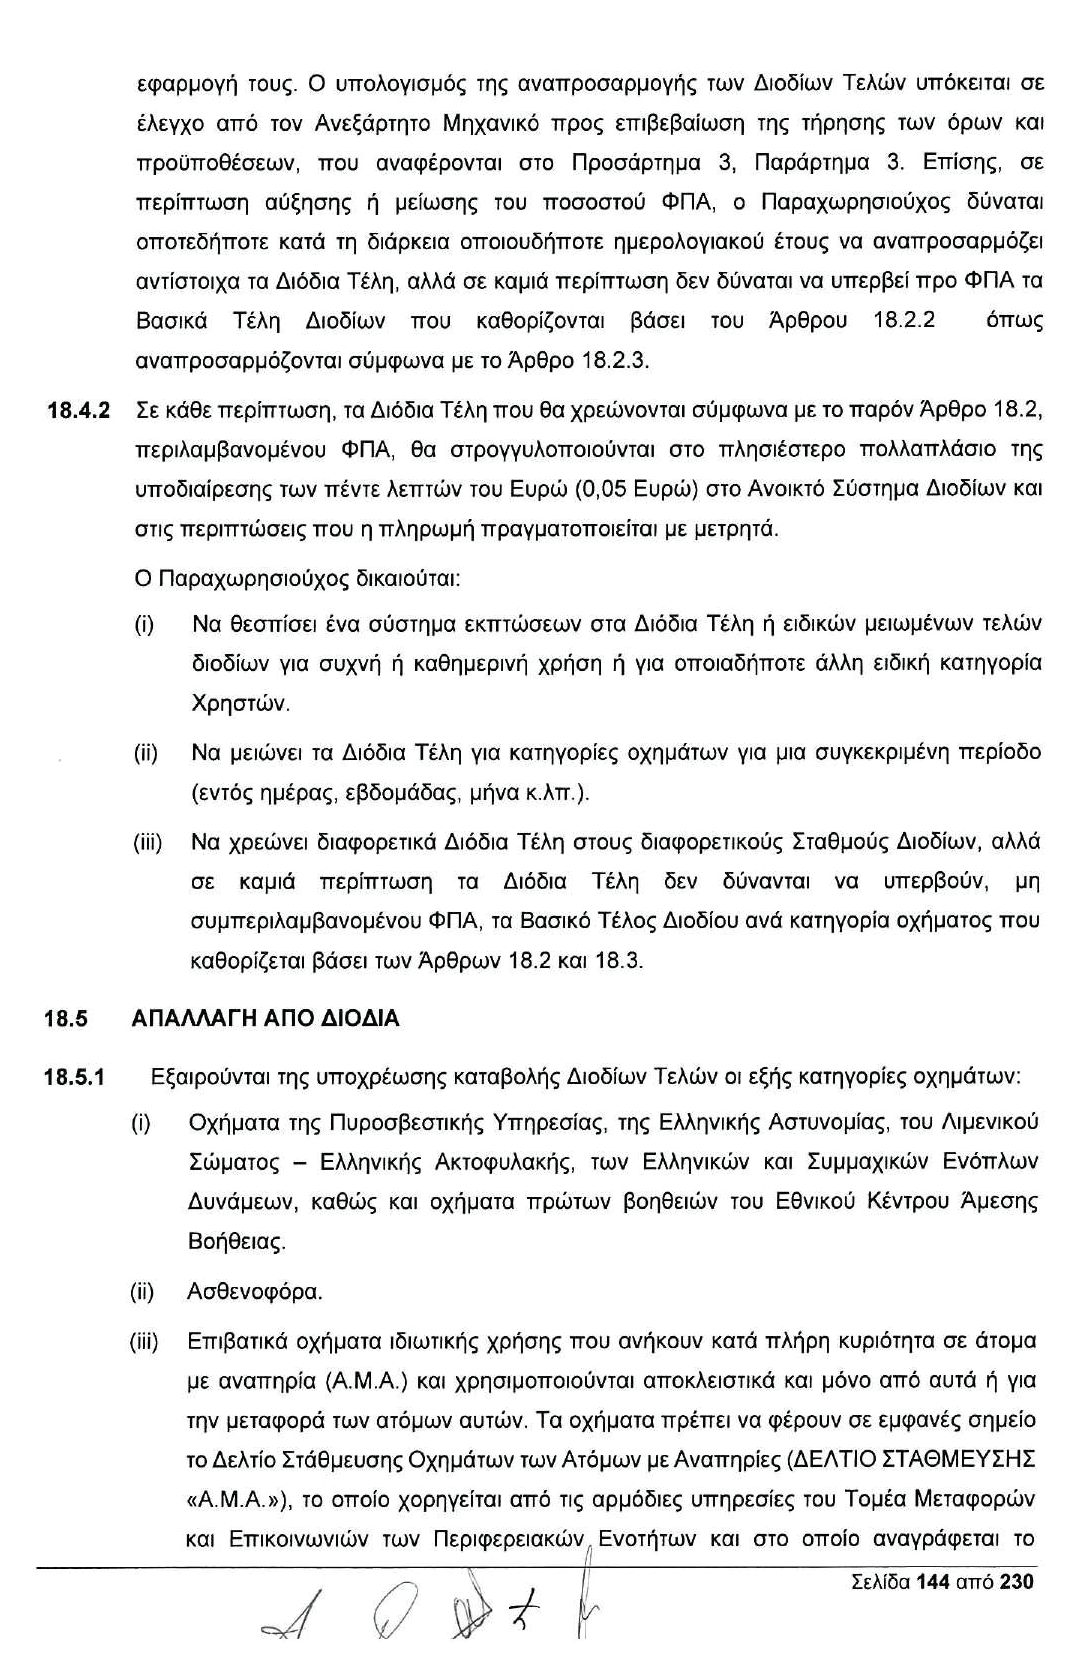 εφαρμογή τους. Ο υπολογισμός της αναπροσαρμογής των Διοδίων Τελών υπόκειται σε
έλεγχο από τον Ανεξάρτητο Μηχανικό προς επιβεβαίωση της τήρησης των όρων και
προϋποθέσεων, που αναφέρονται στο Προσάρτημα 3, Παράρτημα 3. Επίσης, σε
περίπτωση αύξησης ή μείωσης του ποσοστού ΦΠΑ, ο Παραχωρησιούχος δύναται
οποτεδήποτε κατά τη διάρκεια οποιουδήποτε ημερολογιακού έτους να αναπροσαρμόζει
αντίστοιχα τα Διόδια Τέλη, αλλά σε καμιά περίπτωση δεν δύναται να υπερβεί προ ΦΠΑ τα
Βασικά Τέλη Διοδίων που καθορίζονται βάσει του Άρθρου 18.2.2 όπως
αναπροσαρμόζονται σύμφωνα με το Άρθρο 18.2.3.
18.4.2 Σε κάθε περίπτωση, τα Διόδια Τέλη που θα χρεώνονται σύμφωνα με το παρόν Άρθρο 18.2,
περιλαμβανομένου ΦΠΑ, θα στρογγυλοποιούνται στο πλησιέστερο πολλαπλάσιο της
υποδιαίρεσης των πέντε λεπτών του Ευρώ (0,05 Ευρώ) στο Ανοικτό Σύστημα Διοδίων και
στις περιπτώσεις που η πληρωμή πραγματοποιείται με μετρητά.
Ο Παραχωρησιούχος δικαιούται:
(i) Να θεσπίσει ένα σύστημα εκπτώσεων στα Διόδια Τέλη ή ειδικών μειωμένων τελών
διοδίων για συχνή ή καθημερινή χρήση ή για οποιαδήποτε άλλη ειδική κατηγορία
Χρηστών.
(ii) Να μειώνει τα Διόδια Τέλη για κατηγορίες οχημάτων για μια συγκεκριμένη περίοδο
(εντός ημέρας, εβδομάδας, μήνα κ.λπ.).
(iii) Να χρεώνει διαφορετικά Διόδια Τέλη στους διαφορετικούς Σταθμούς Διοδίων, αλλά
σε καμιά περίπτωση τα Διόδια Τέλη δεν δύνανται να υπερβούν, μη
συμπεριλαμβανομένου ΦΠΑ, τα Βασικό Τέλος Διοδίου ανά κατηγορία οχήματος που
καθορίζεται βάσει των Άρθρων 18.2 και 18.3.
18.5 ΑΠΑΛΛΑΓΗ ΑΠΟ ΔΙΟΔΙΑ
18.5.1 Εξαιρούνται της υποχρέωσης καταβολής Διοδίων Τελών οι εξής κατηγορίες οχημάτων:
(i) Οχήματα της Πυροσβεστικής Υπηρεσίας, της Ελληνικής Αστυνομίας, του Λιμενικού
Σώματος – Ελληνικής Ακτοφυλακής, των Ελληνικών και Συμμαχικών Ενόπλων
Δυνάμεων, καθώς και οχήματα πρώτων βοηθειών του Εθνικού Κέντρου Άμεσης
Βοήθειας.
(ii) Ασθενοφόρα.
(iii) Επιβατικά οχήματα ιδιωτικής χρήσης που ανήκουν κατά πλήρη κυριότητα σε άτομα
με αναπηρία (Α.Μ.Α.) και χρησιμοποιούνται αποκλειστικά και μόνο από αυτά ή για
την μεταφορά των ατόμων αυτών. Τα οχήματα πρέπει να φέρουν σε εμφανές σημείο
το Δελτίο Στάθμευσης Οχημάτων των Ατόμων με Αναπηρίες (ΔΕΛΤΙΟ ΣΤΑΘΜΕΥΣΗΣ
«Α.Μ.Α.»), το οποίο χορηγείται από τις αρμόδιες υπηρεσίες του Τομέα Μεταφορών
και Επικοινωνιών των Περιφερειακών Ενοτήτων και στο οποίο αναγράφεται το
Σελίδα 144 από 230